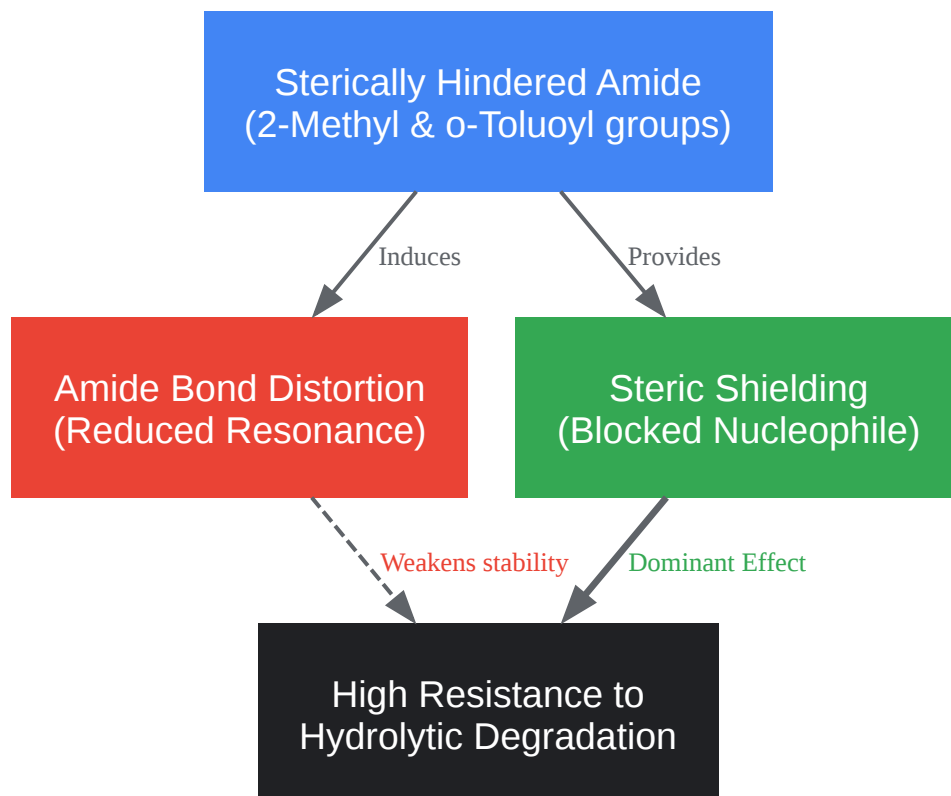 Sterically Hindered Amide
(2-Methyl & o-Toluoyl groups)
Induces
Provides
Amide Bond Distortion
(Reduced Resonance)
Steric Shielding
(Blocked Nucleophile)
Weakens stability
Dominant Effect
High Resistance to
Hydrolytic Degradation